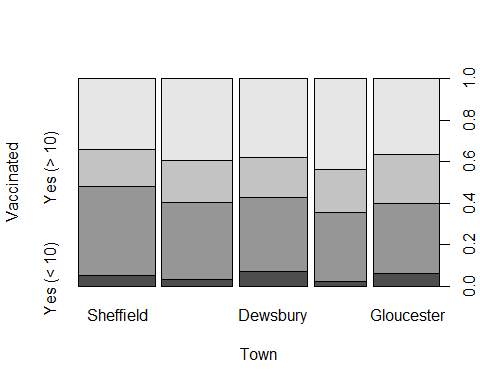 Vaccinated
Yes (> 10)
Yes (< 10)
1.0
0.8
0.6
0.4
0.2
0.0
Sheffield
Dewsbury
Gloucester
Town